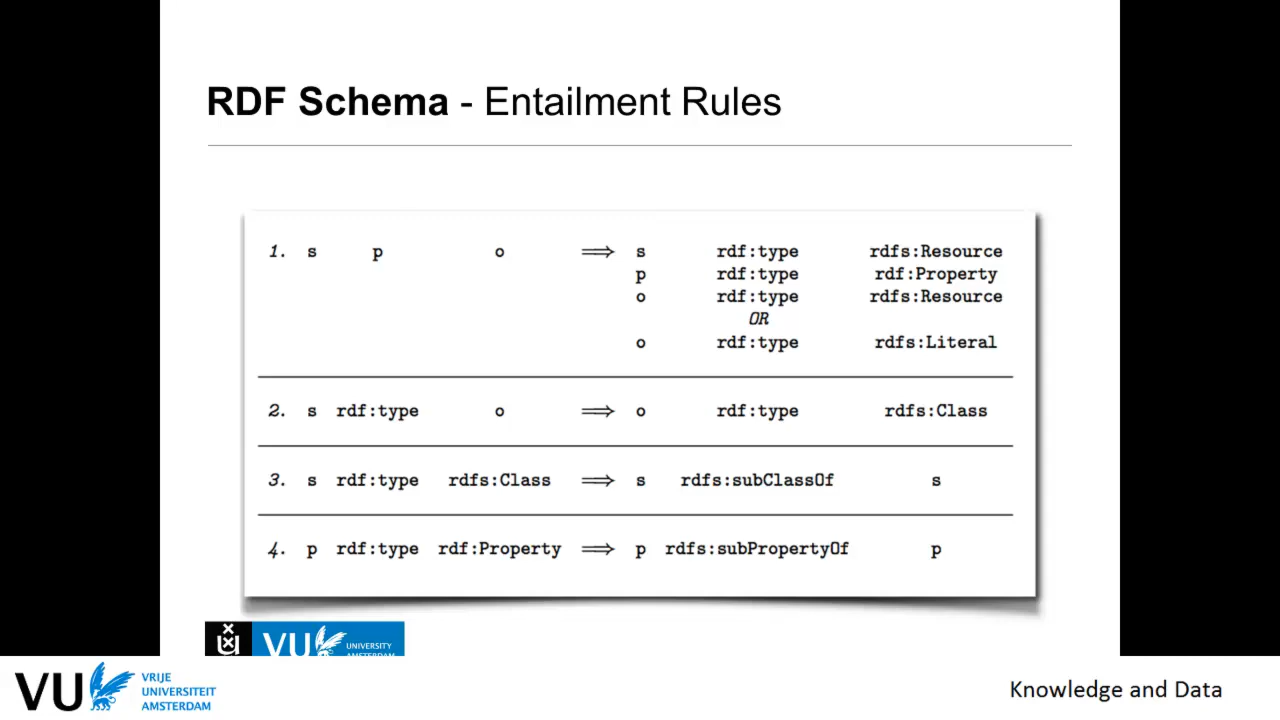 RDF Schema - Entailment Rules
1. s p o ⟹ s rdf:type rdfs:Resource
p rdf:type rdf:Property
o rdf:type rdfs:Resource
OR
o rdf:type rdfs:Literal
2. s rdf:type o ⟹ o rdf:type rdfs:Class
3. s rdf:type rdfs:Class ⟹ s rdfs:subClassOf s
4. p rdf:type rdf:Property ⟹ p rdfs:subPropertyOf p
VU UNIVERSITY
AMSTERDAM
VU VRIJE
UNIVERSITEIT
AMSTERDAM
Knowledge and Data